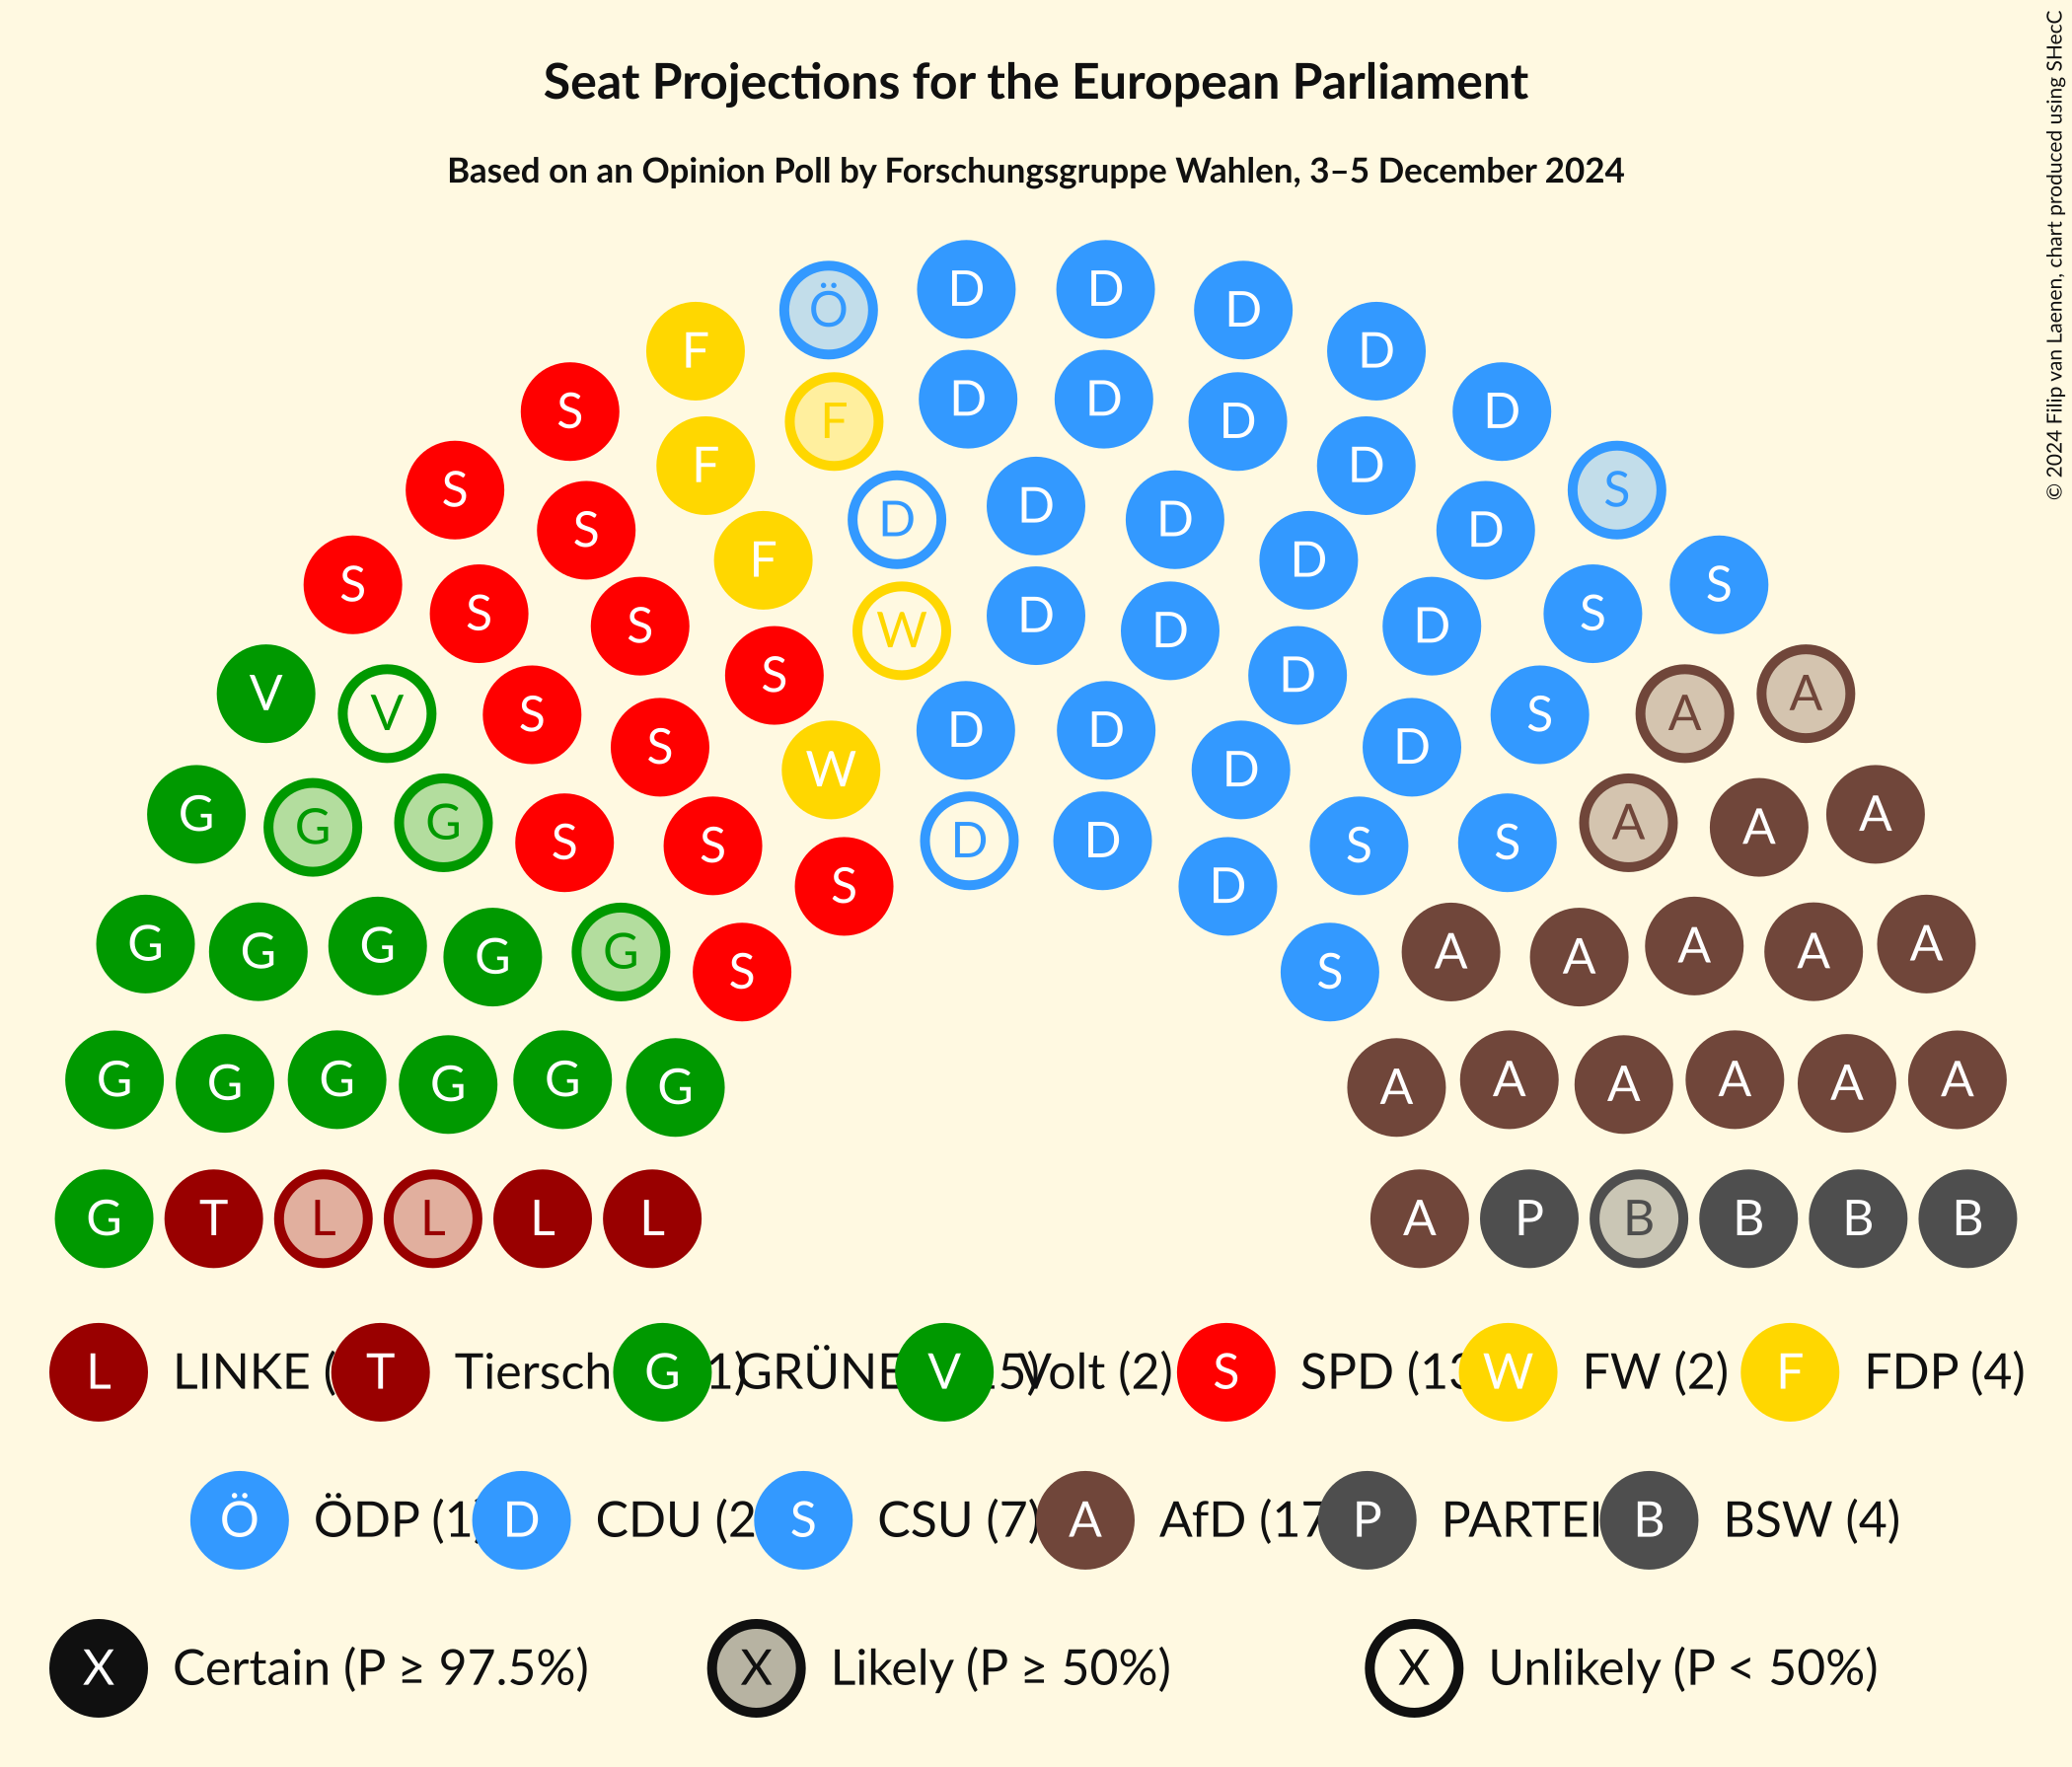 Seat Projections for the European Parliament
Based on an Opinion Poll by Forschungsgruppe Wahlen, 3–5 December 2024
© 2024 Filip van Laenen, chart produced using SHecC
D D
Ö D
F D
D D
F D
S F D D
S S
D D
S D
F D
S S
S S
W D D
S D
S S
S D
V A
V S S A
D D
S D
W D
G A
G A
G A
S S
S S
D D
S D
G A
G A
G G A A
G A
S S
G G A A
G G A A
G G A A
G T L L L L A P B B B B
L LINKE ( T Tiersch G 1) GRÜNE V 5) Volt (2) S SPD (13 W FW (2) F FDP (4)
Ö ÖDP (1 D CDU (2 S CSU (7) A AfD (17 P PARTEI B BSW (4)
X Certain (P ≥ 97.5%) X Likely (P ≥ 50%) X Unlikely (P < 50%)